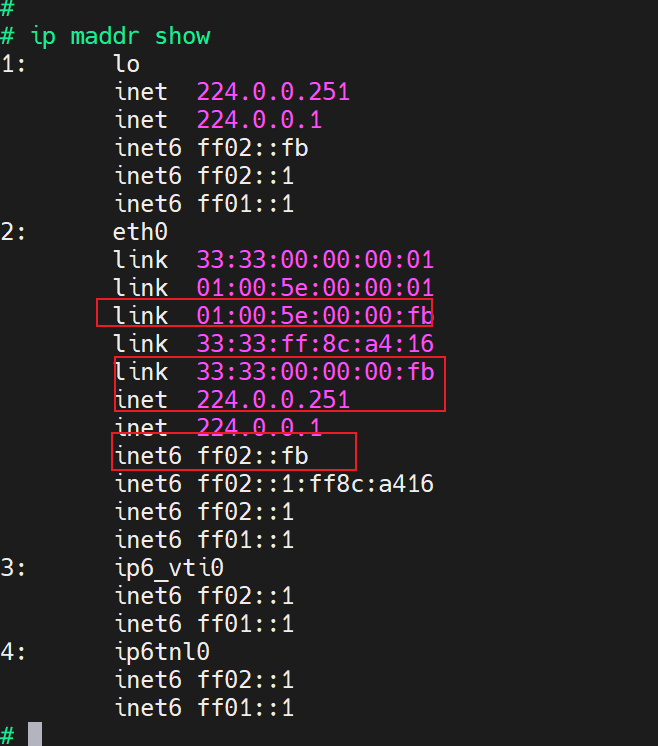 #
# ip maddr show
1:	lo
	inet  224.0.0.251
	inet  224.0.0.1
	inet6 ff02::fb
	inet6 ff02::1
	inet6 ff01::1
2:	eth0
	link  33:33:00:00:00:01
	link  01:00:5e:00:00:01
	link  01:00:5e:00:00:fb
	link  33:33:ff:8c:a4:16
	link  33:33:00:00:00:fb
	inet  224.0.0.251
	inet  224.0.0.1
	inet6 ff02::fb
	inet6 ff02::1:ff8c:a416
	inet6 ff02::1
	inet6 ff01::1
3:	ip6_vti0
	inet6 ff02::1
	inet6 ff01::1
4:	ip6tnl0
	inet6 ff02::1
	inet6 ff01::1
#